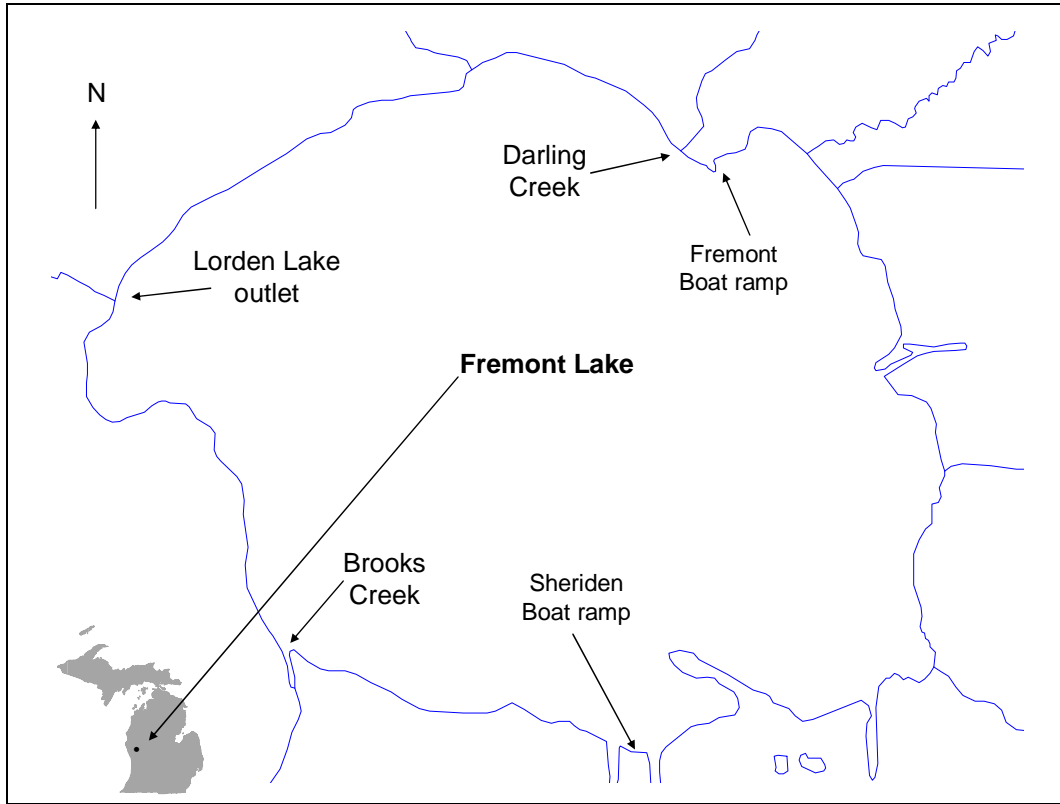 N
Darling
Creek
Fremont
Boat ramp
Lorden Lake
outlet
Fremont Lake
Brooks
Creek
Sheriden
Boat ramp